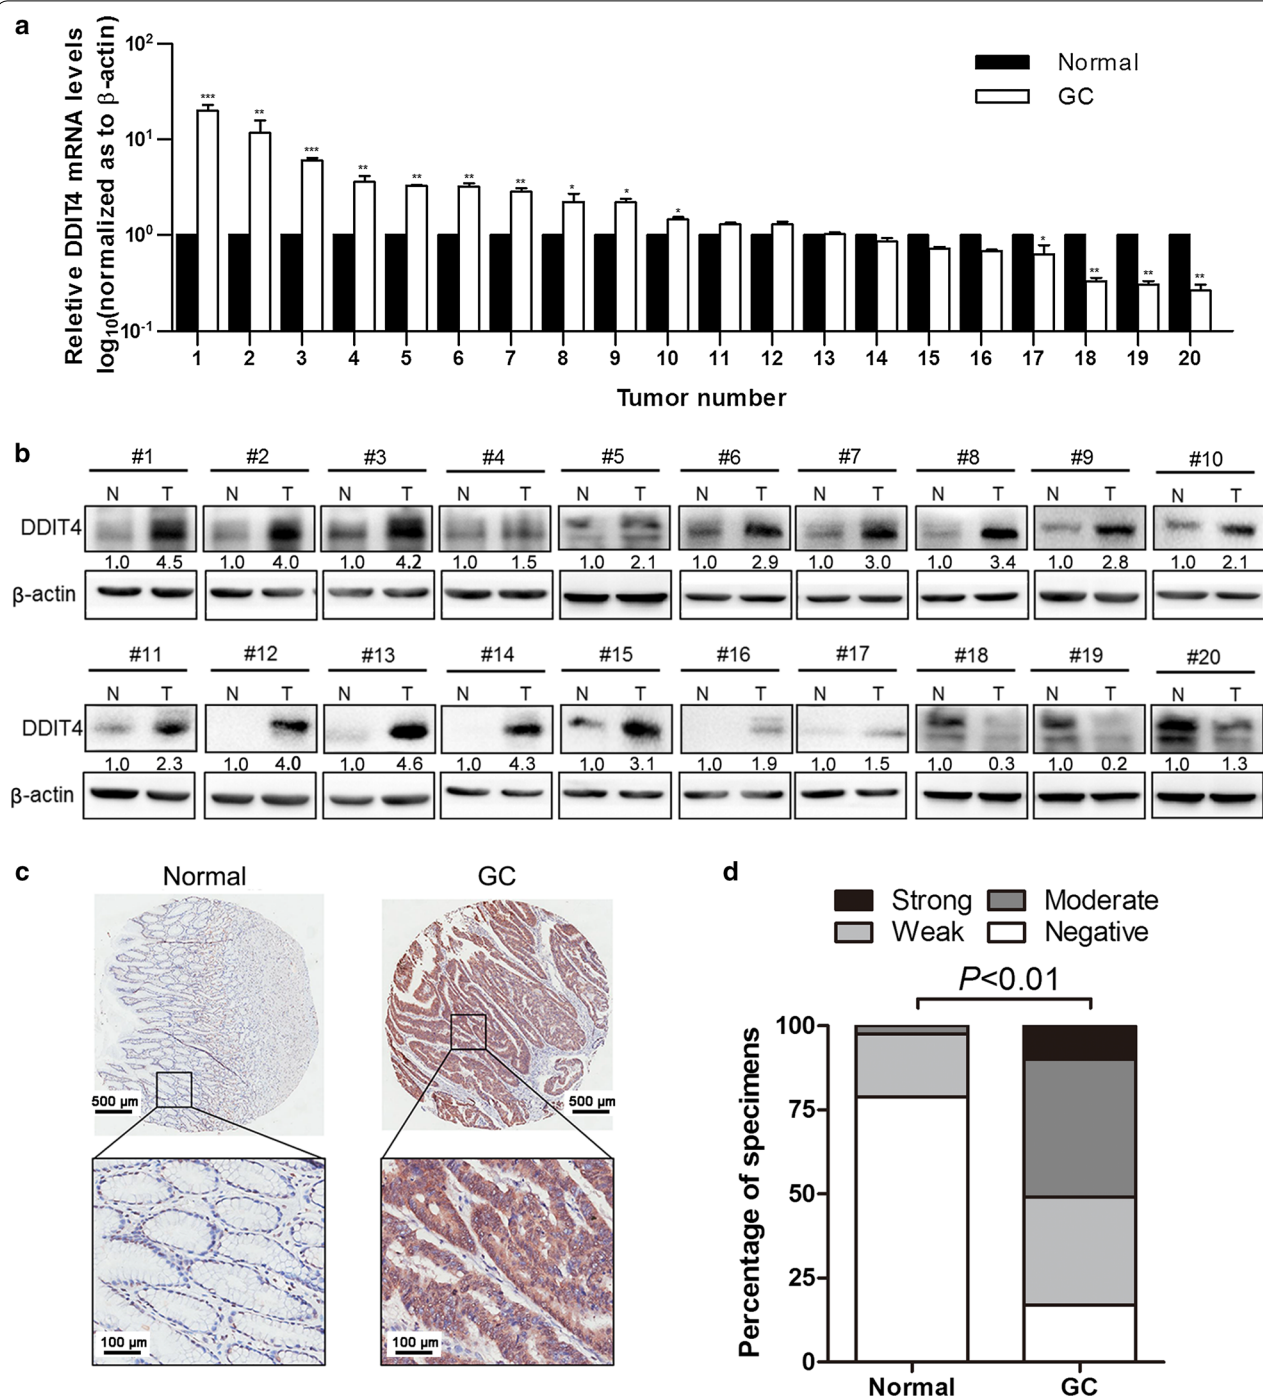 a
Reletive DDIT4 mRNA levels
log10(normalized as to β-actin)
10²
10¹
10⁰
10⁻¹
Normal
GC
*** ** *** ** ** ** ** * * * * ** ** **
1 2 3 4 5 6 7 8 9 10 11 12 13 14 15 16 17 18 19 20
Tumor number
b
#1 #2 #3 #4 #5 #6 #7 #8 #9 #10
N T N T N T N T N T N T N T N T N T N T
DDIT4
1.0 4.5 1.0 4.0 1.0 4.2 1.0 1.5 1.0 2.1 1.0 2.9 1.0 3.0 1.0 3.4 1.0 2.8 1.0 2.1
β-actin
#11 #12 #13 #14 #15 #16 #17 #18 #19 #20
N T N T N T N T N T N T N T N T N T N T
DDIT4
1.0 2.3 1.0 4.0 1.0 4.6 1.0 4.3 1.0 3.1 1.0 1.9 1.0 1.5 1.0 0.3 1.0 0.2 1.0 1.3
β-actin
c
Normal GC
500 μm 500 μm
100 μm 100 μm
d
Strong Moderate
Weak Negative
P<0.01
Percentage of specimens
100
75
50
25
0
Normal GC